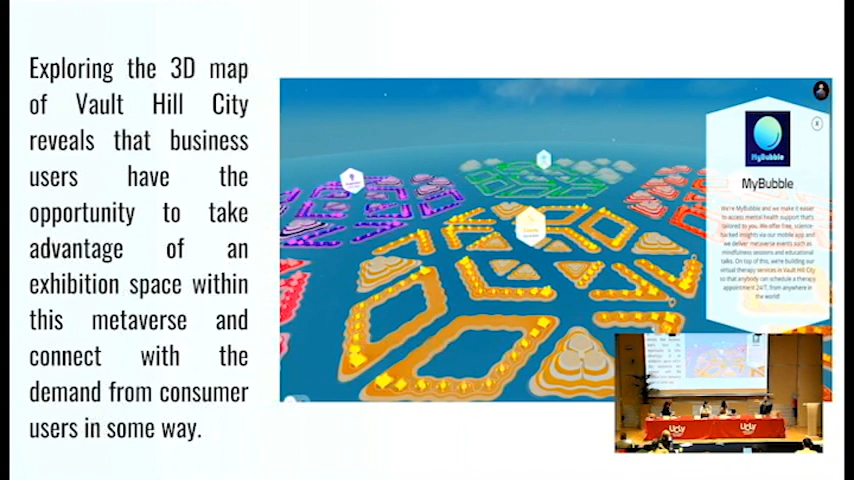 Exploring the 3D map
of Vault Hill City
reveals that business
users have the
opportunity to take
advantage of an
exhibition space within
this metaverse and
connect with the
demand from consumer
users in some way.
MyBubble
MyBubble
We're MyBubble and we make it easier
to access mental health support that's
tailored to you. We offer free, science-
backed insights via our mobile app and
we deliver metaverse events such as
mindfulness sessions and educational
talks. On top of this, we're building our
virtual therapy services in Vault Hill City
so that anybody can schedule a therapy
appointment 24/7, from anywhere in
the world!